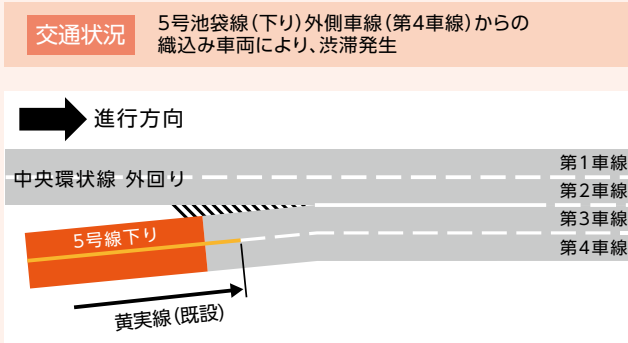 交通状況
5号池袋線(下り)外側車線(第4車線)からの
織込み車両により、渋滞発生
進行方向
中央環状線 外回り
第1車線
第2車線
第3車線
第4車線
5号線下り
黄実線(既設)